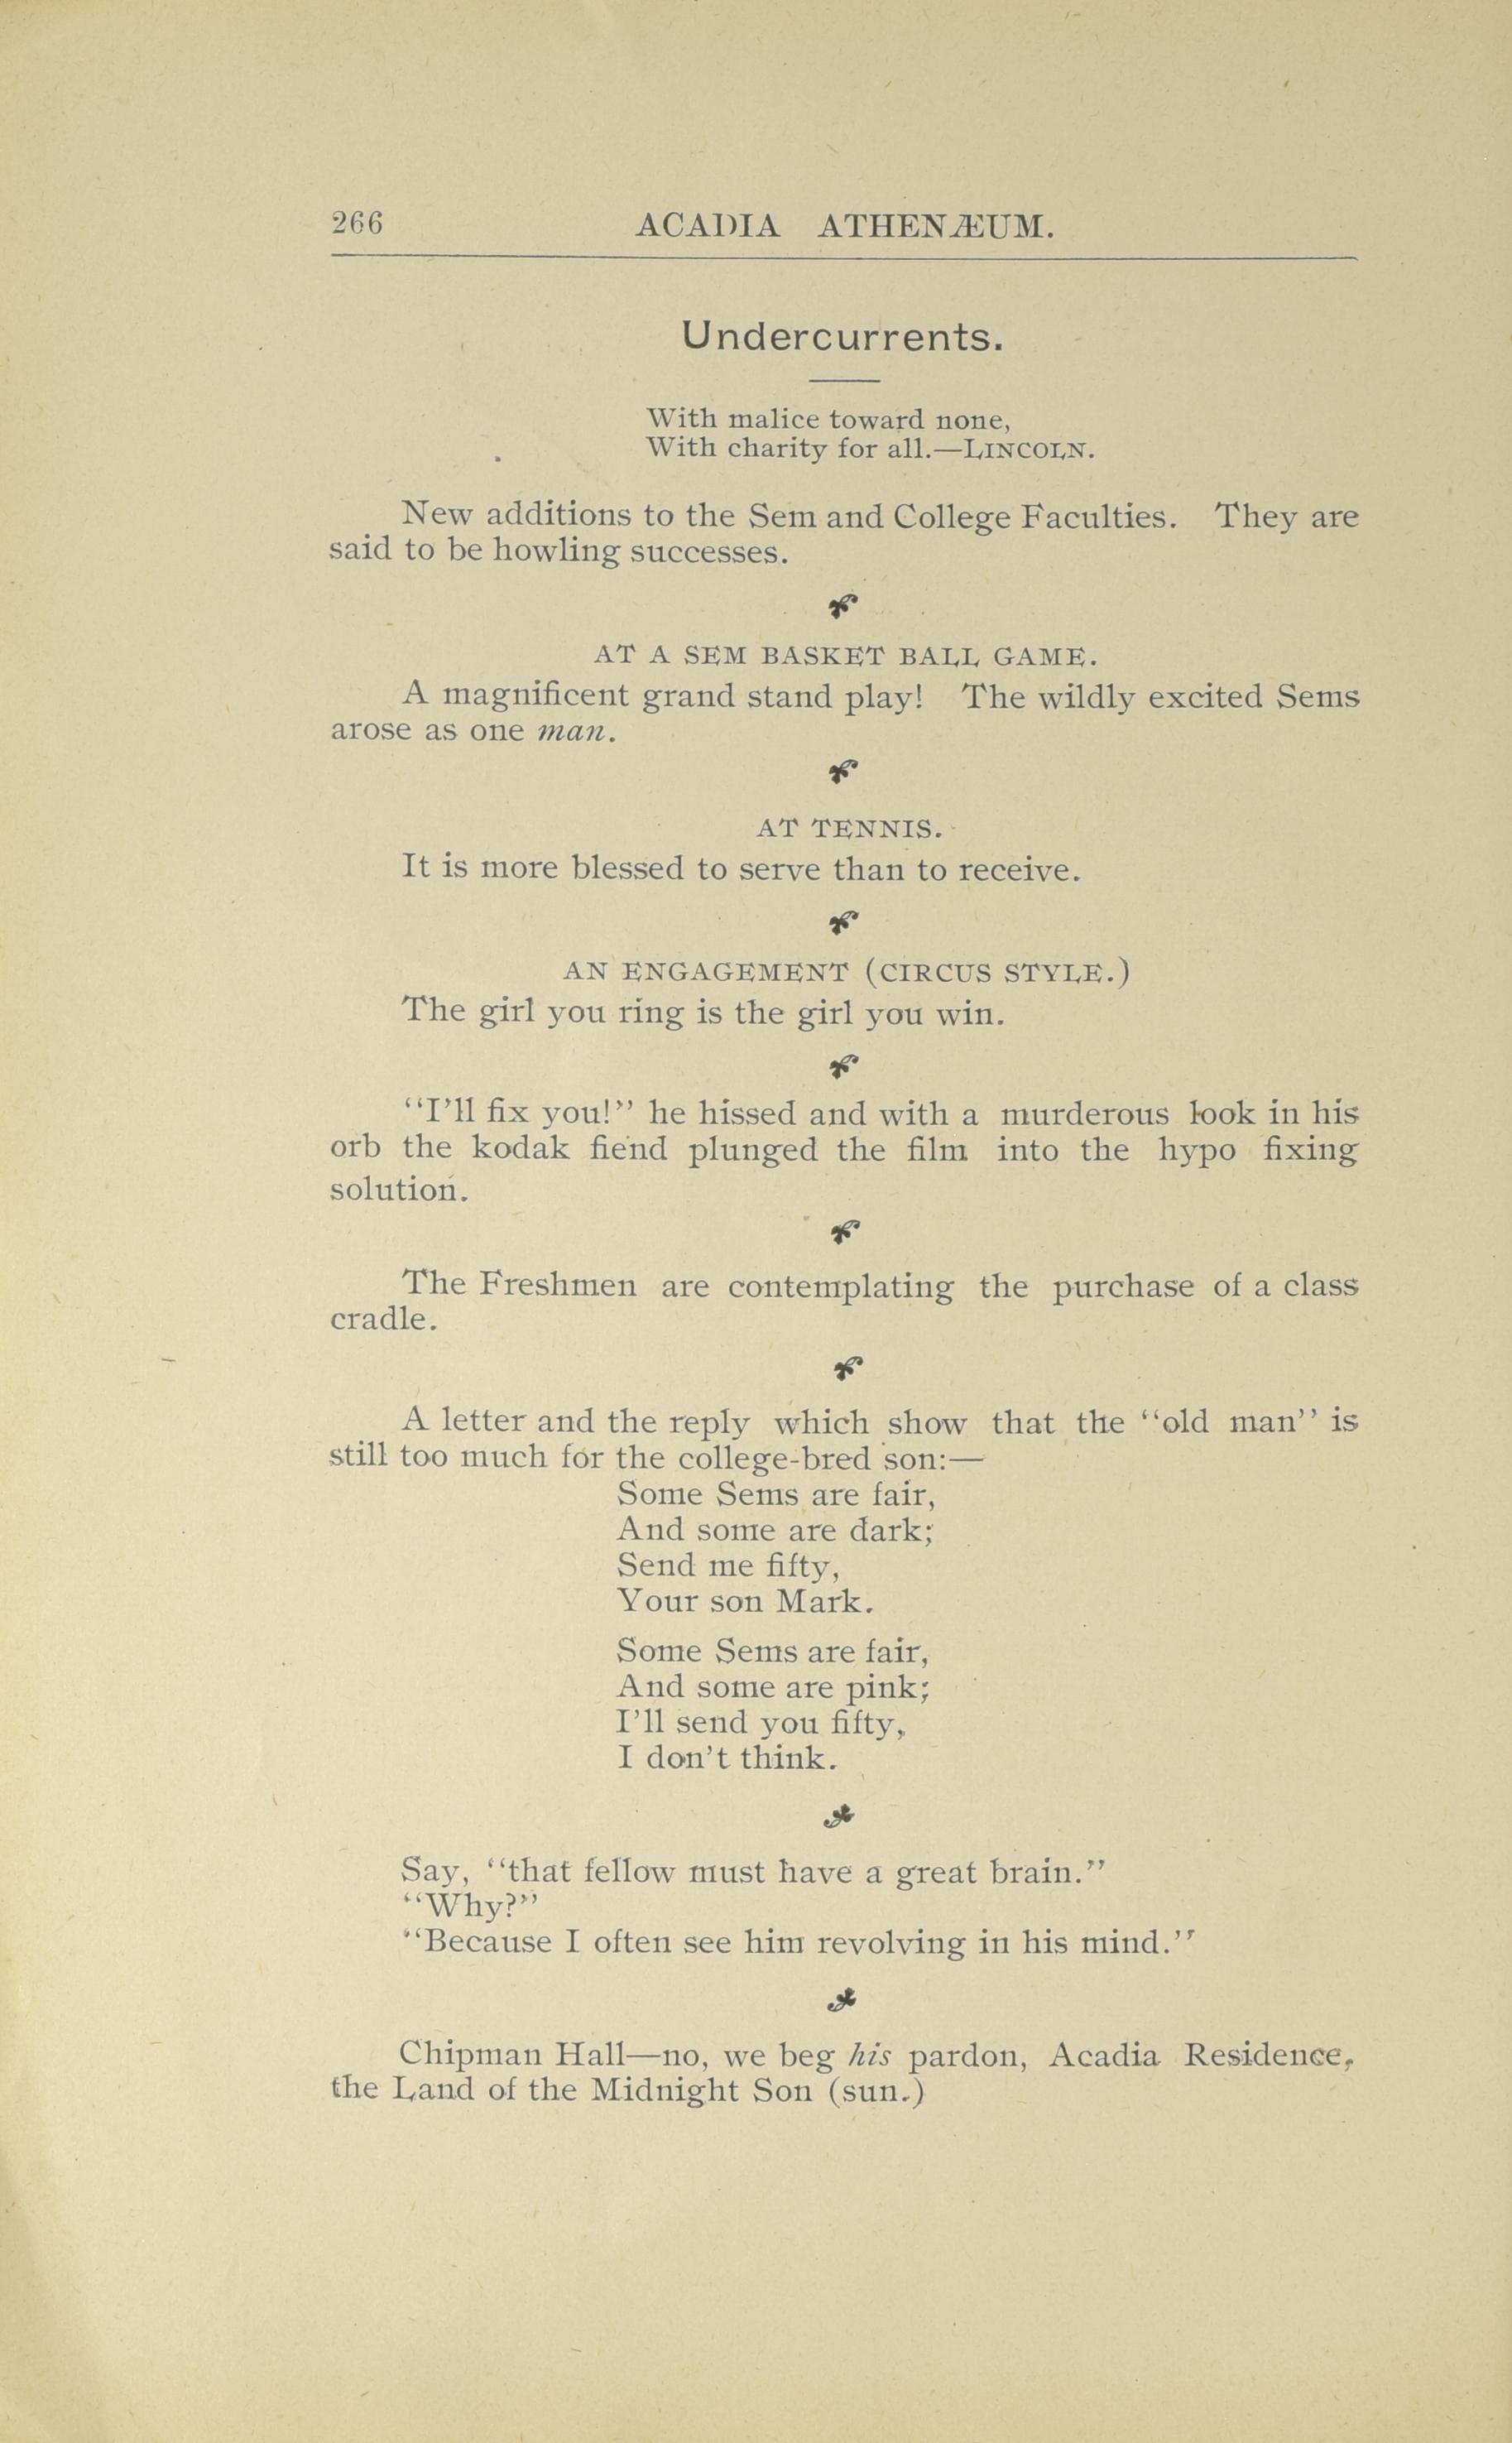 266 ACADIA ATHENÆUM.
Undercurrents.
With malice toward none,
With charity for all.—LINCOLN.
New additions to the Sem and College Faculties. They are
said to be howling successes.
AT A SEM BASKET BALL GAME.
A magnificent grand stand play! The wildly excited Sems
arose as one man.
AT TENNIS.
It is more blessed to serve than to receive.
AN ENGAGEMENT (CIRCUS STYLE.)
The girl you ring is the girl you win.
“I’ll fix you!” he hissed and with a murderous look in his
orb the kodak fiend plunged the film into the hypo fixing
solution.
The Freshmen are contemplating the purchase of a class
cradle.
A letter and the reply which show that the “old man” is
still too much for the college-bred son:—
Some Sems are fair,
And some are dark;
Send me fifty,
Your son Mark.
Some Sems are fair,
And some are pink;
I’ll send you fifty,
I don’t think.
Say, “that fellow must have a great brain.”
“Why?”
“Because I often see him revolving in his mind.”
Chipman Hall—no, we beg his pardon, Acadia Residence,
the Land of the Midnight Son (sun.)